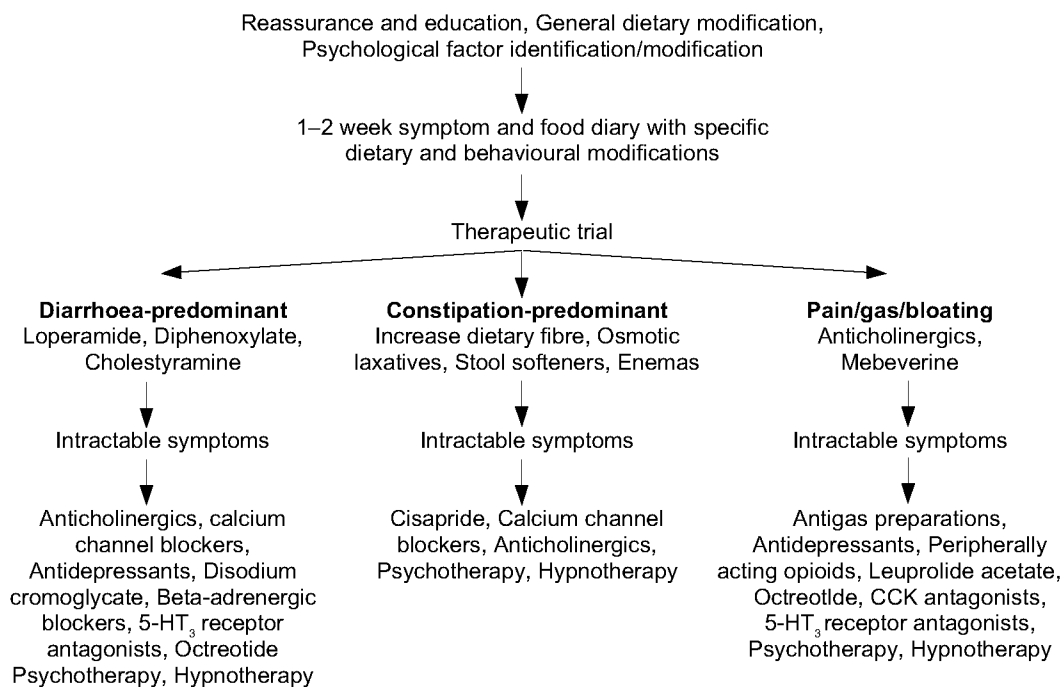 Reassurance and education, General dietary modification,
Psychological factor identification/modification
1–2 week symptom and food diary with specific
dietary and behavioural modifications
Therapeutic trial
Diarrhoea-predominant
Loperamide, Diphenoxylate,
Cholestyramine
Intractable symptoms
Anticholinergics, calcium
channel blockers,
Antidepressants, Disodium
cromoglycate, Beta-adrenergic
blockers, 5-HT₃ receptor
antagonists, Octreotide
Psychotherapy, Hypnotherapy
Constipation-predominant
Increase dietary fibre, Osmotic
laxatives, Stool softeners, Enemas
Intractable symptoms
Cisapride, Calcium channel
blockers, Anticholinergics,
Psychotherapy, Hypnotherapy
Pain/gas/bloating
Anticholinergics,
Mebeverine
Intractable symptoms
Antigas preparations,
Antidepressants, Peripherally
acting opioids, Leuprolide acetate,
OctreotIde, CCK antagonists,
5-HT₃ receptor antagonists,
Psychotherapy, Hypnotherapy